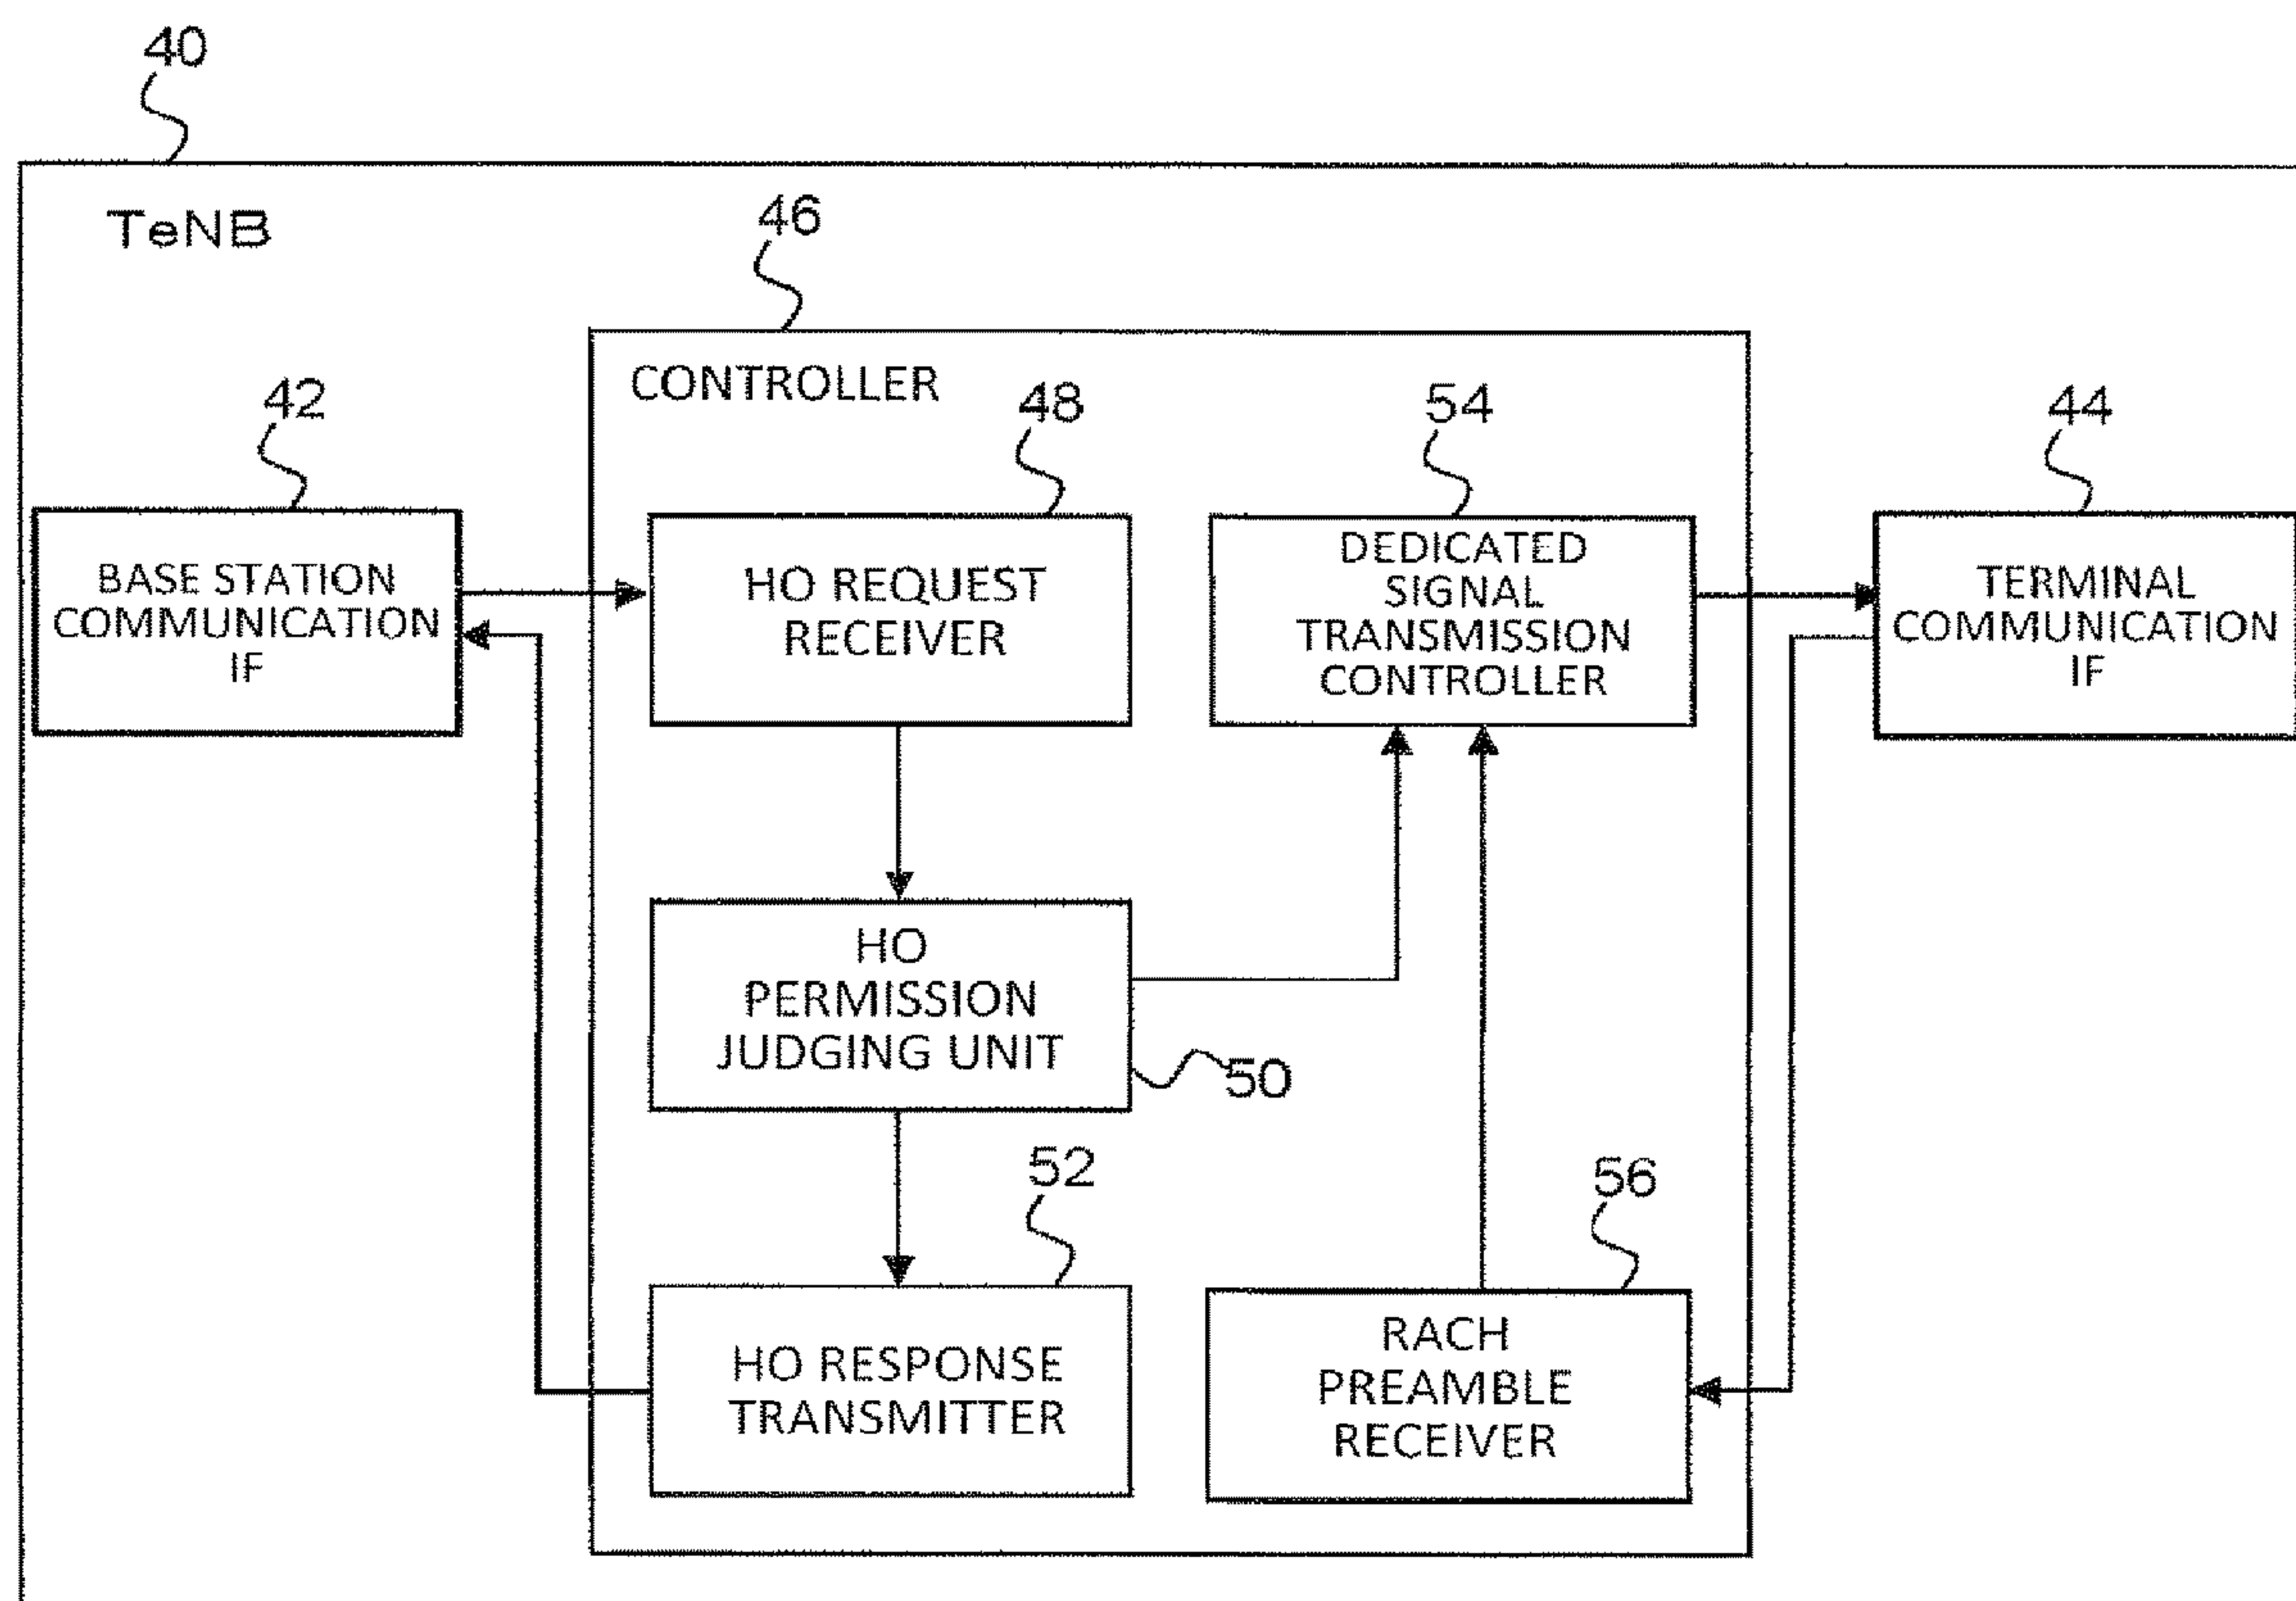 40
TeNB
46
CONTROLLER
42
48
54
44
BASE STATION
COMMUNICATION
IF
HO REQUEST
RECEIVER
DEDICATED
SIGNAL
TRANSMISSION
CONTROLLER
TERMINAL
COMMUNICATION
IF
HO
PERMISSION
JUDGING UNIT
50
52
56
HO RESPONSE
TRANSMITTER
RACH
PREAMBLE
RECEIVER